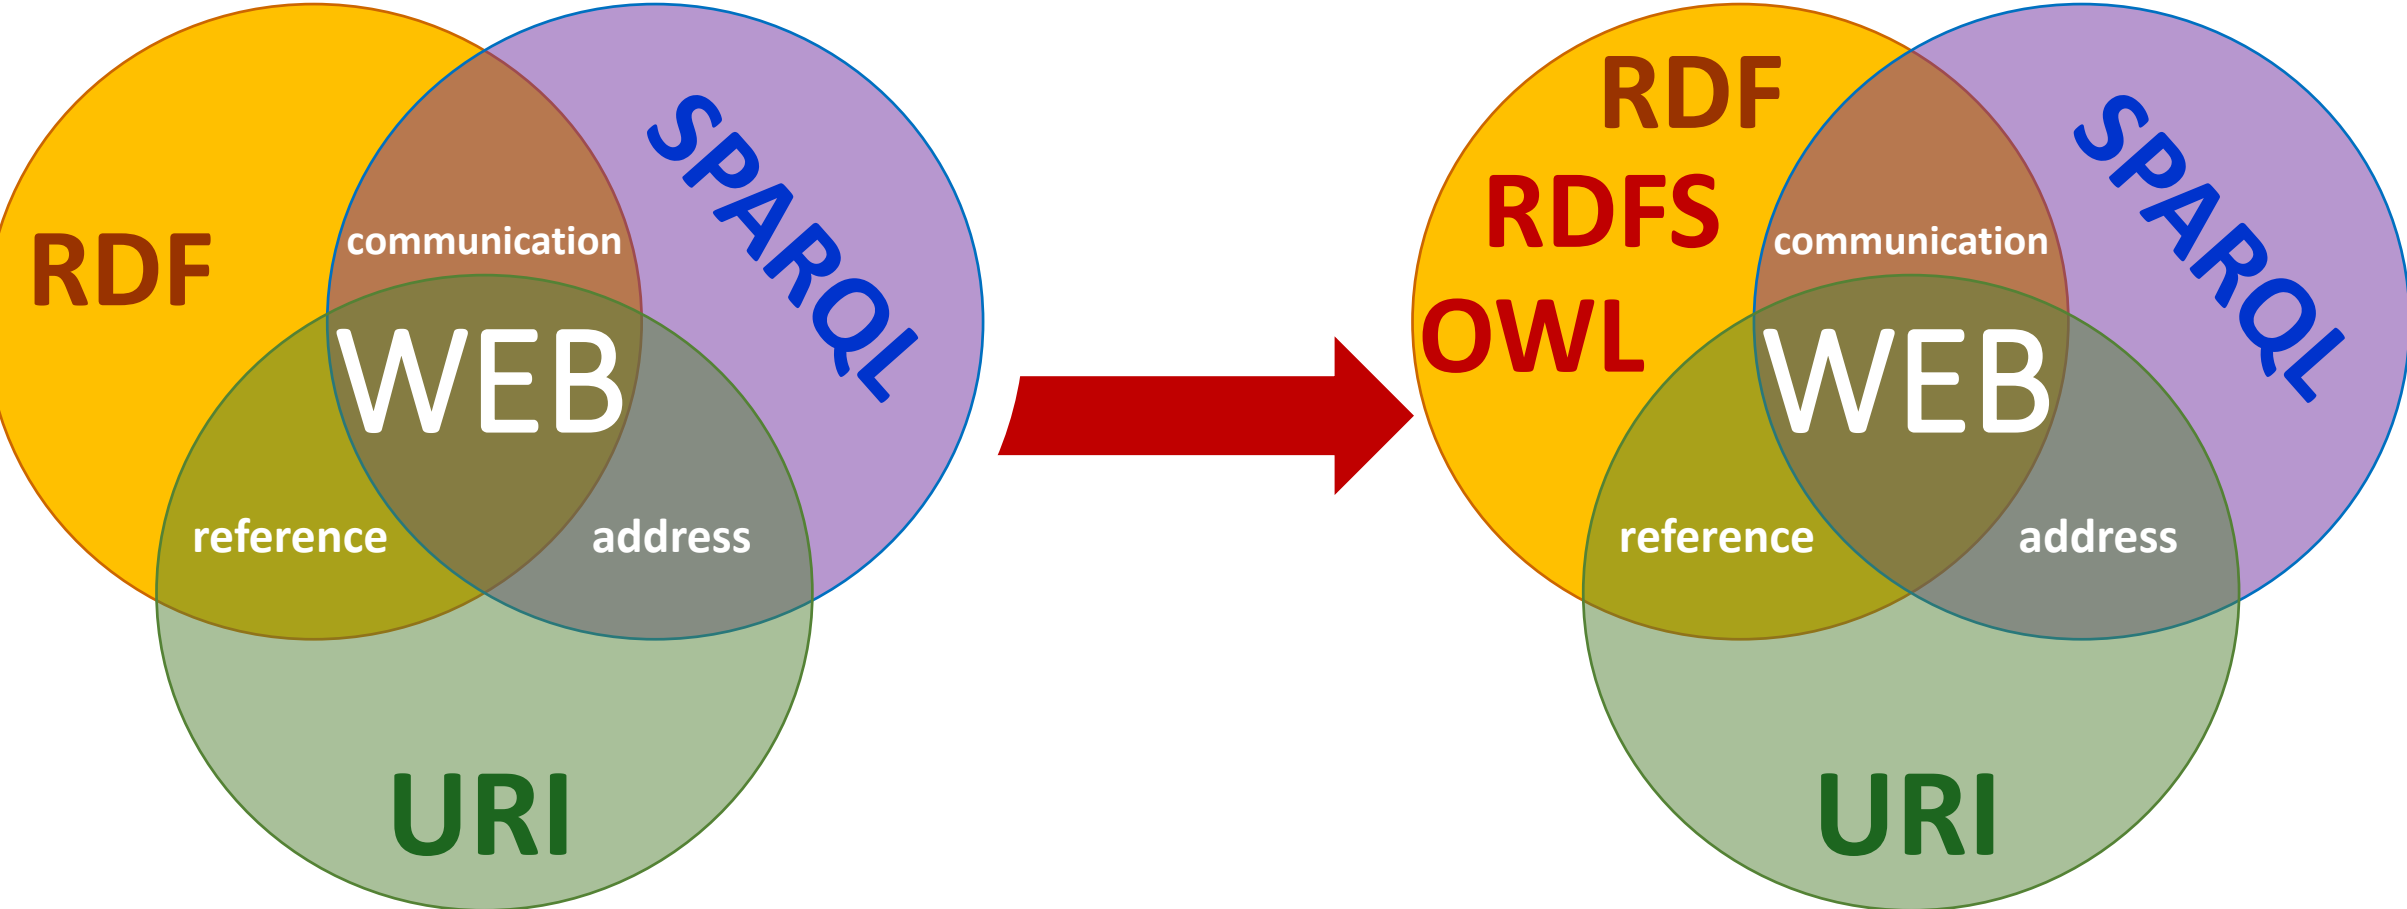 RDF
SPARQL
communication
WEB
reference
address
URI
RDF
RDFS
OWL
SPARQL
communication
WEB
reference
address
URI